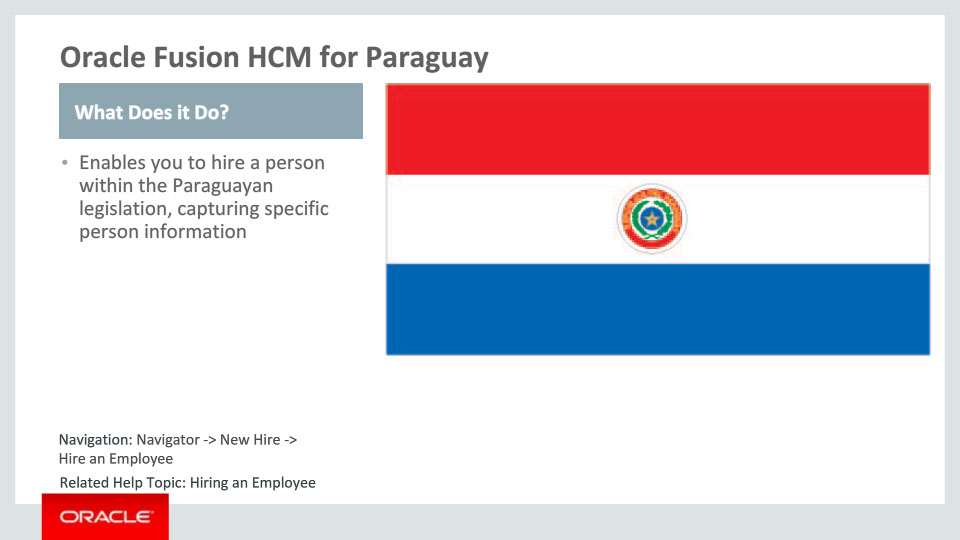 Oracle Fusion HCM for Paraguay
What Does it Do?
• Enables you to hire a person
within the Paraguayan
legislation, capturing specific
person information
Navigation: Navigator -> New Hire ->
Hire an Employee
Related Help Topic: Hiring an Employee
ORACLE